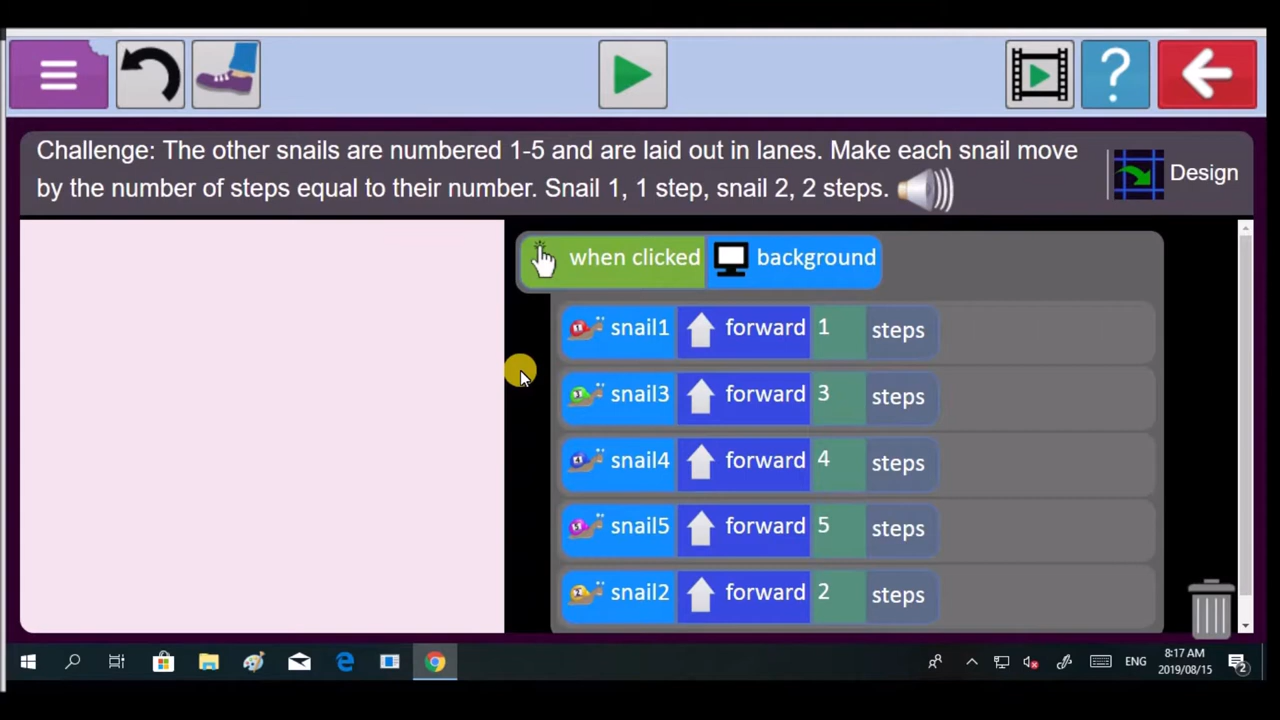 Challenge: The other snails are numbered 1-5 and are laid out in lanes. Make each snail move
by the number of steps equal to their number. Snail 1, 1 step, snail 2, 2 steps.
Design
when clicked background
snail1 forward 1 steps
snail3 forward 3 steps
snail4 forward 4 steps
snail5 forward 5 steps
snail2 forward 2 steps
ENG
8:17 AM
2019/08/15
2